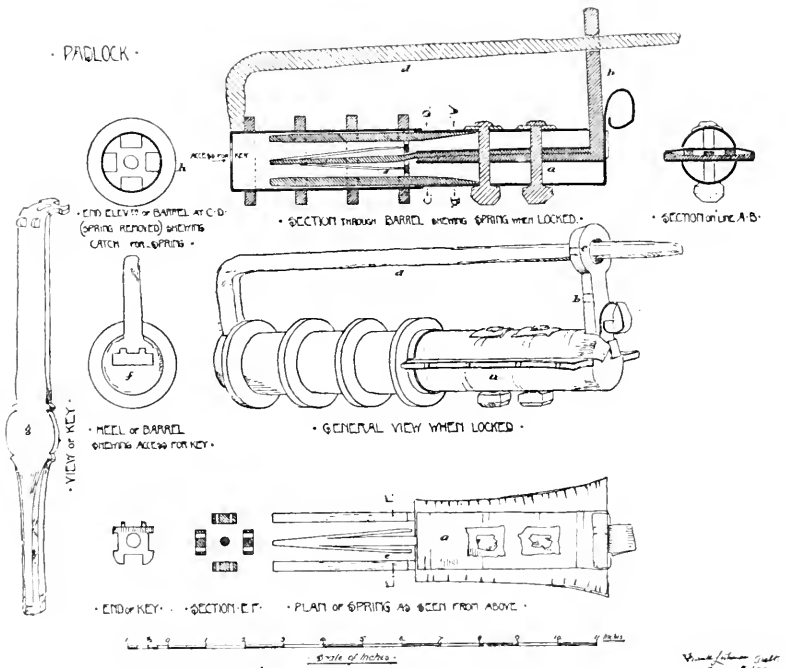 · PADLOCK ·
d
b
ACCESS FOR KEY
h
a
· END ELEVTN OF BARREL AT C·D·
(SPRING REMOVED) SHEWING
CATCH FOR SPRING ·
· SECTION THROUGH BARREL SHEWING SPRING WHEN LOCKED ·
· SECTION ON LINE A·B ·
d
b
a
f
g
· VIEW OF KEY ·
· HEEL OF BARREL
SHEWING ACCESS FOR KEY ·
· GENERAL VIEW WHEN LOCKED ·
a
e
· END OF KEY ·
· SECTION·E·F·
· PLAN OF SPRING AS SEEN FROM ABOVE ·
Inches
Scale of Inches ·